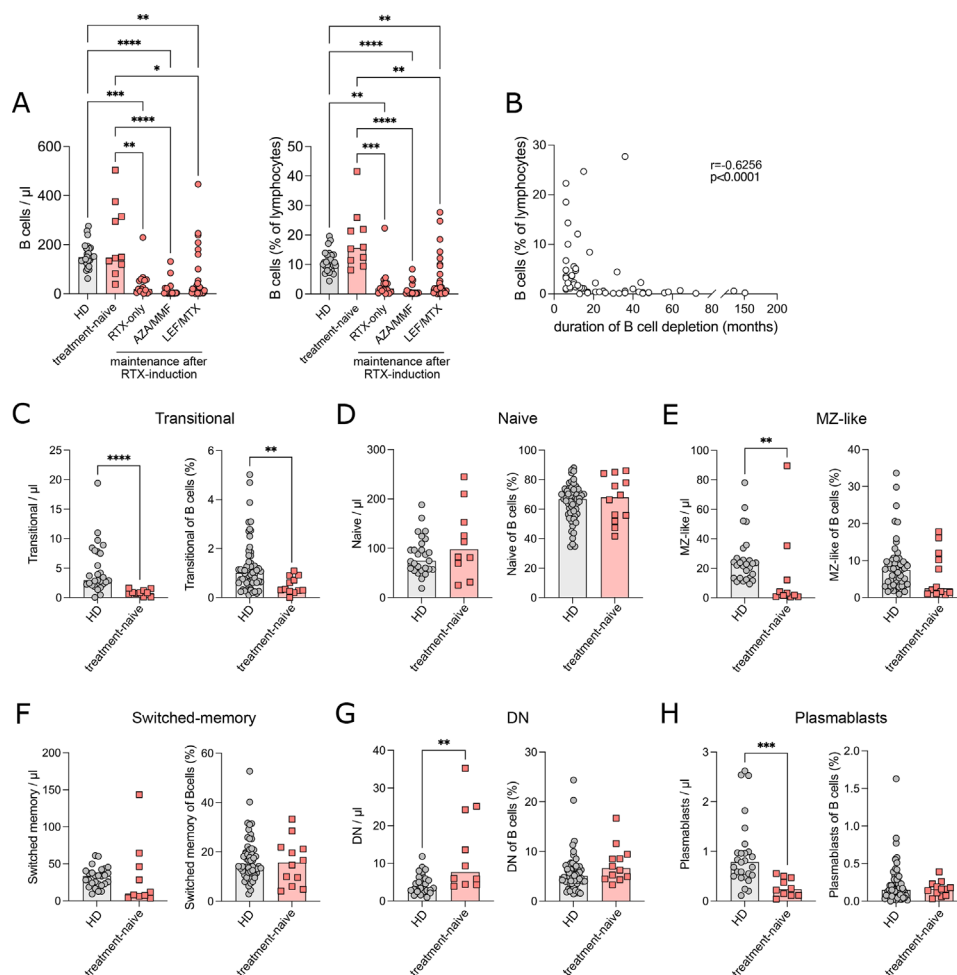 A
B cells / µl
600
400
200
0
**
****
*
***
****
**
HD
treatment-naive
RTX-only
AZA/MMF
LEF/MTX
maintenance after
RTX-induction
B cells (% of lymphocytes)
50
40
30
20
10
0
**
****
**
**
****
***
HD
treatment-naive
RTX-only
AZA/MMF
LEF/MTX
maintenance after
RTX-induction
B
B cells (% of lymphocytes)
30
20
10
0
r=-0.6256
p<0.0001
0 20 40 60 80 150 200
duration of B cell depletion (months)
C
Transitional
Transitional / µl
25
20
15
10
5
0
****
HD
treatment-naive
Transitional of B cells (%)
6
4
2
0
**
HD
treatment-naive
D
Naive
Naive / µl
300
200
100
0
HD
treatment-naive
Naive of B cells (%)
100
80
60
40
20
0
HD
treatment-naive
E
MZ-like
MZ-like / µl
100
80
60
40
20
0
**
HD
treatment-naive
MZ-like of B cells (%)
40
30
20
10
0
HD
treatment-naive
F
Switched-memory
Switched memory / µl
200
150
100
50
0
HD
treatment-naive
Switched memory of Bcells (%)
60
40
20
0
HD
treatment-naive
G
DN
DN / µl
40
30
20
10
0
**
HD
treatment-naive
DN of B cells (%)
30
20
10
0
HD
treatment-naive
H
Plasmablasts
Plasmablasts / µl
3
2
1
0
***
HD
treatment-naive
Plasmablasts of B cells (%)
2.0
1.5
1.0
0.5
0.0
HD
treatment-naive